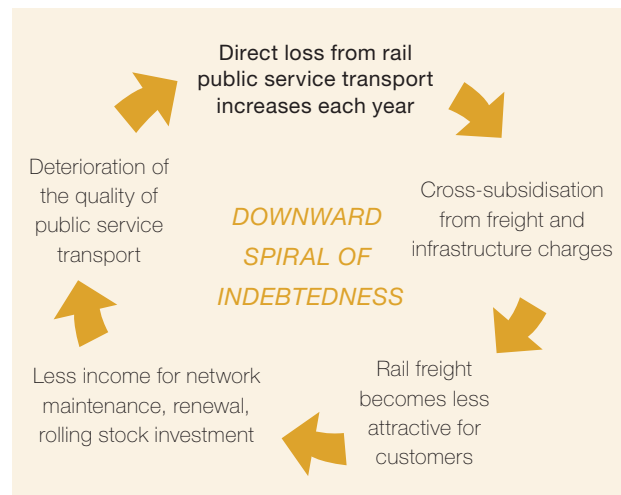 Direct loss from rail
public service transport
increases each year
Cross-subsidisation
from freight and
infrastructure charges
Rail freight
becomes less
attractive for
customers
Less income for network
maintenance, renewal,
rolling stock investment
Deterioration of
the quality of
public service
transport
DOWNWARD
SPIRAL OF
INDEBTEDNESS